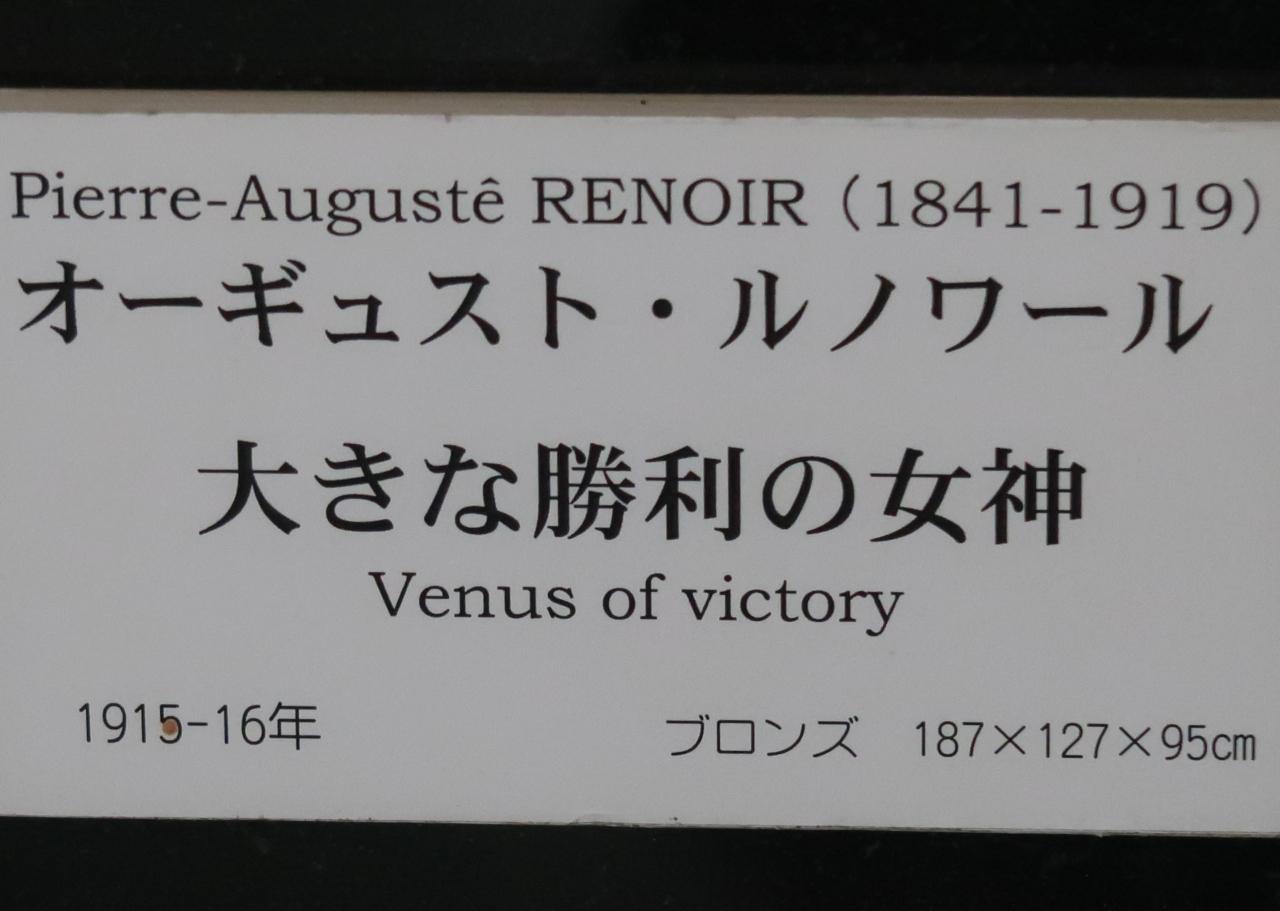 Pierre-Augustê RENOIR（1841-1919）
オーギュスト・ルノワール
大きな勝利の女神
Venus of victory
1915-16年　ブロンズ　187×127×95cm